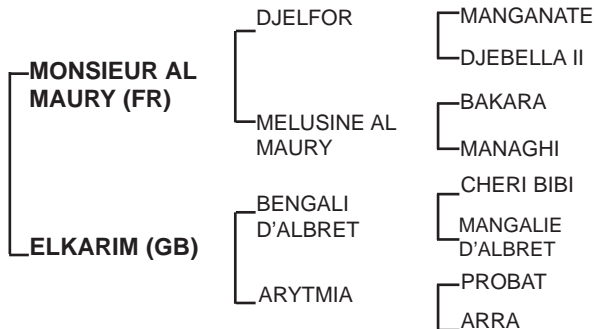 DJELFOR
MANGANATE
DJEBELLA II
MONSIEUR AL
MAURY (FR)
MELUSINE AL
MAURY
BAKARA
MANAGHI
BENGALI
D'ALBRET
CHERI BIBI
MANGALIE
D'ALBRET
ELKARIM (GB)
ARYTMIA
PROBAT
ARRA